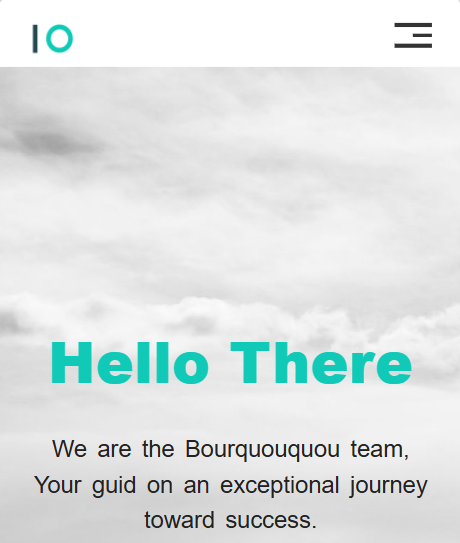 IO
Hello There
We are the Bourquouquou team,
Your guid on an exceptional journey
toward success.